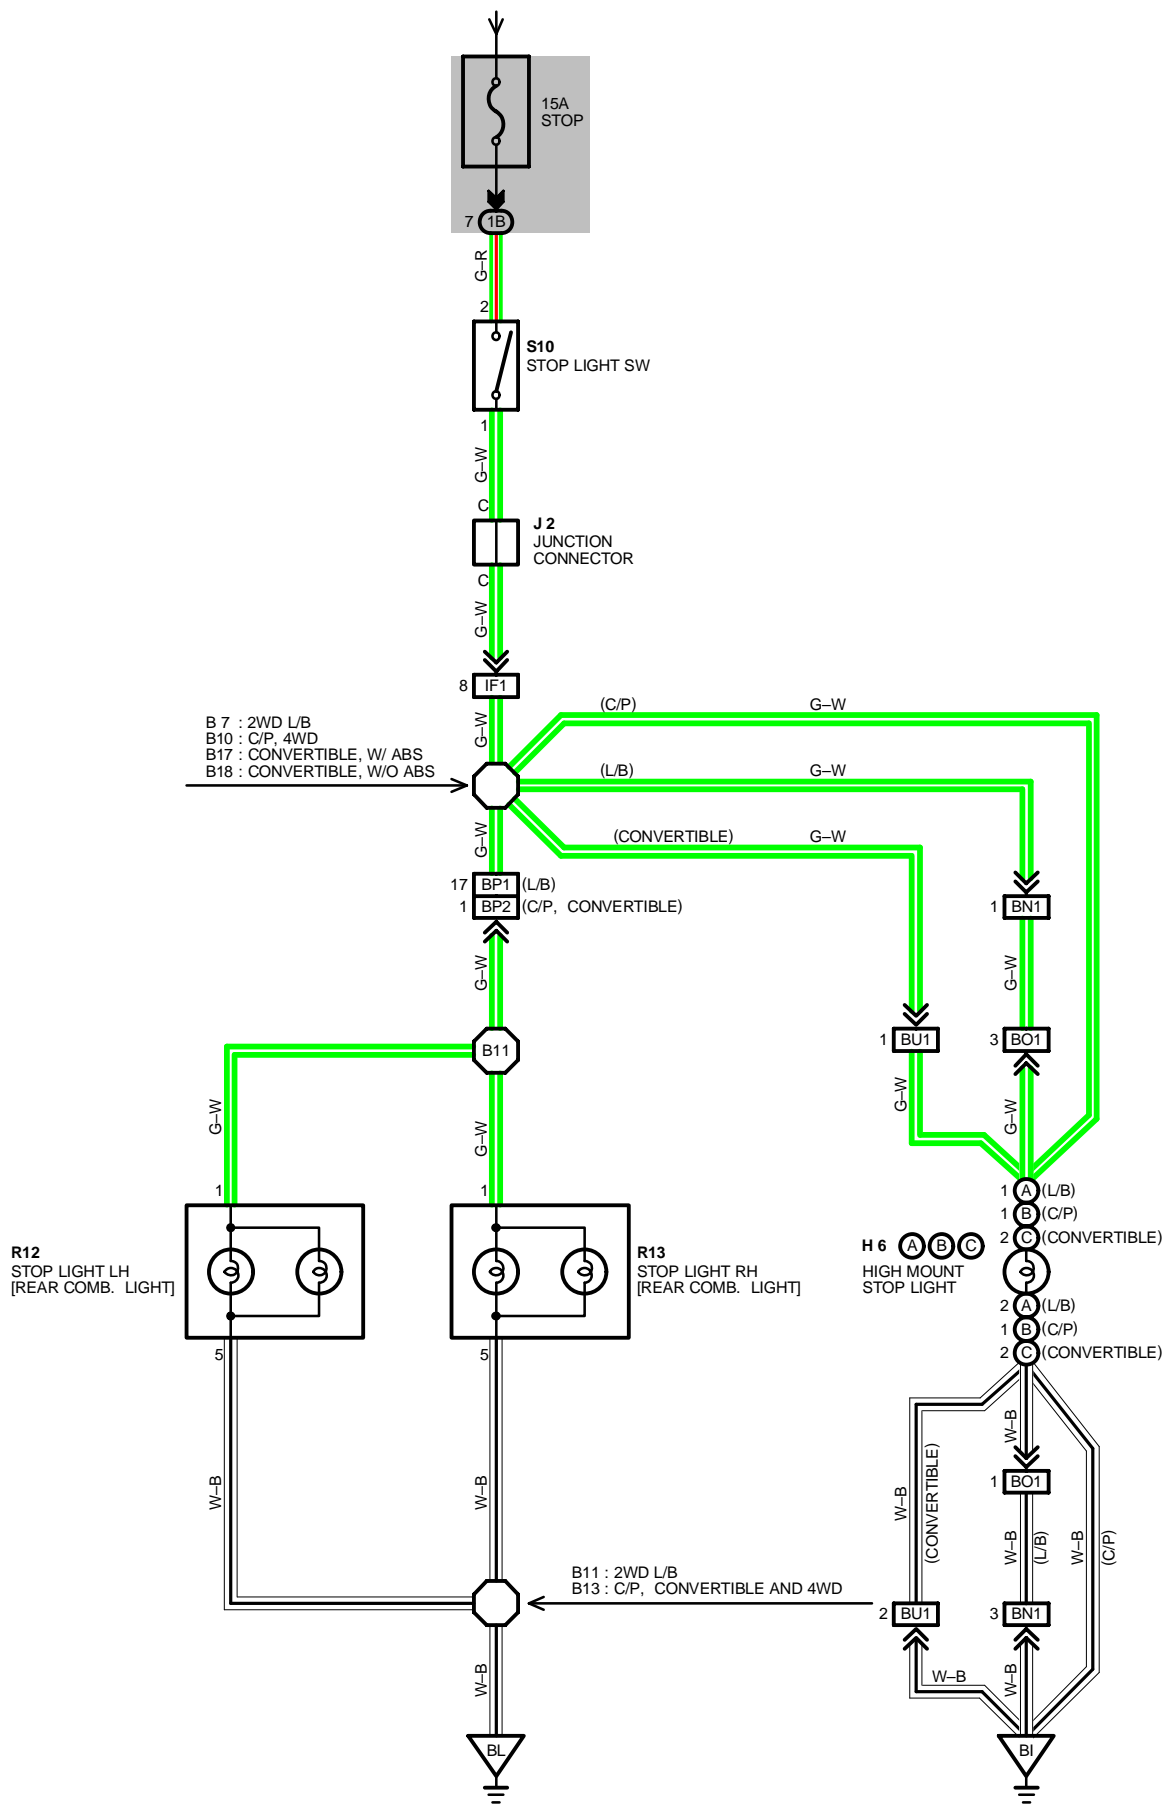 15A
STOP
7 1B
G–R
2
S10
STOP LIGHT SW
1
G–W
C
J 2
JUNCTION
CONNECTOR
C
G–W
8 IF1
(C/P) G–W
G–W
B 7 : 2WD L/B
B10 : C/P, 4WD
B17 : CONVERTIBLE, W/ ABS
B18 : CONVERTIBLE, W/O ABS
(L/B) G–W
(CONVERTIBLE) G–W
G–W
17 BP1 (L/B)
1 BP2 (C/P, CONVERTIBLE)
1 BN1
G–W
G–W
B11
1 BU1
3 BO1
G–W
G–W
G–W
G–W
1
1
1 A (L/B)
1 B (C/P)
2 C (CONVERTIBLE)
R12
STOP LIGHT LH
[REAR COMB. LIGHT]
R13
STOP LIGHT RH
[REAR COMB. LIGHT]
H 6 A B C
HIGH MOUNT
STOP LIGHT
2 A (L/B)
1 B (C/P)
2 C (CONVERTIBLE)
5
5
W–B
W–B
W–B
W–B
(CONVERTIBLE)
1 BO1
W–B
(L/B)
W–B
(C/P)
B11 : 2WD L/B
B13 : C/P, CONVERTIBLE AND 4WD
2 BU1
3 BN1
W–B
W–B
W–B
BL
BI